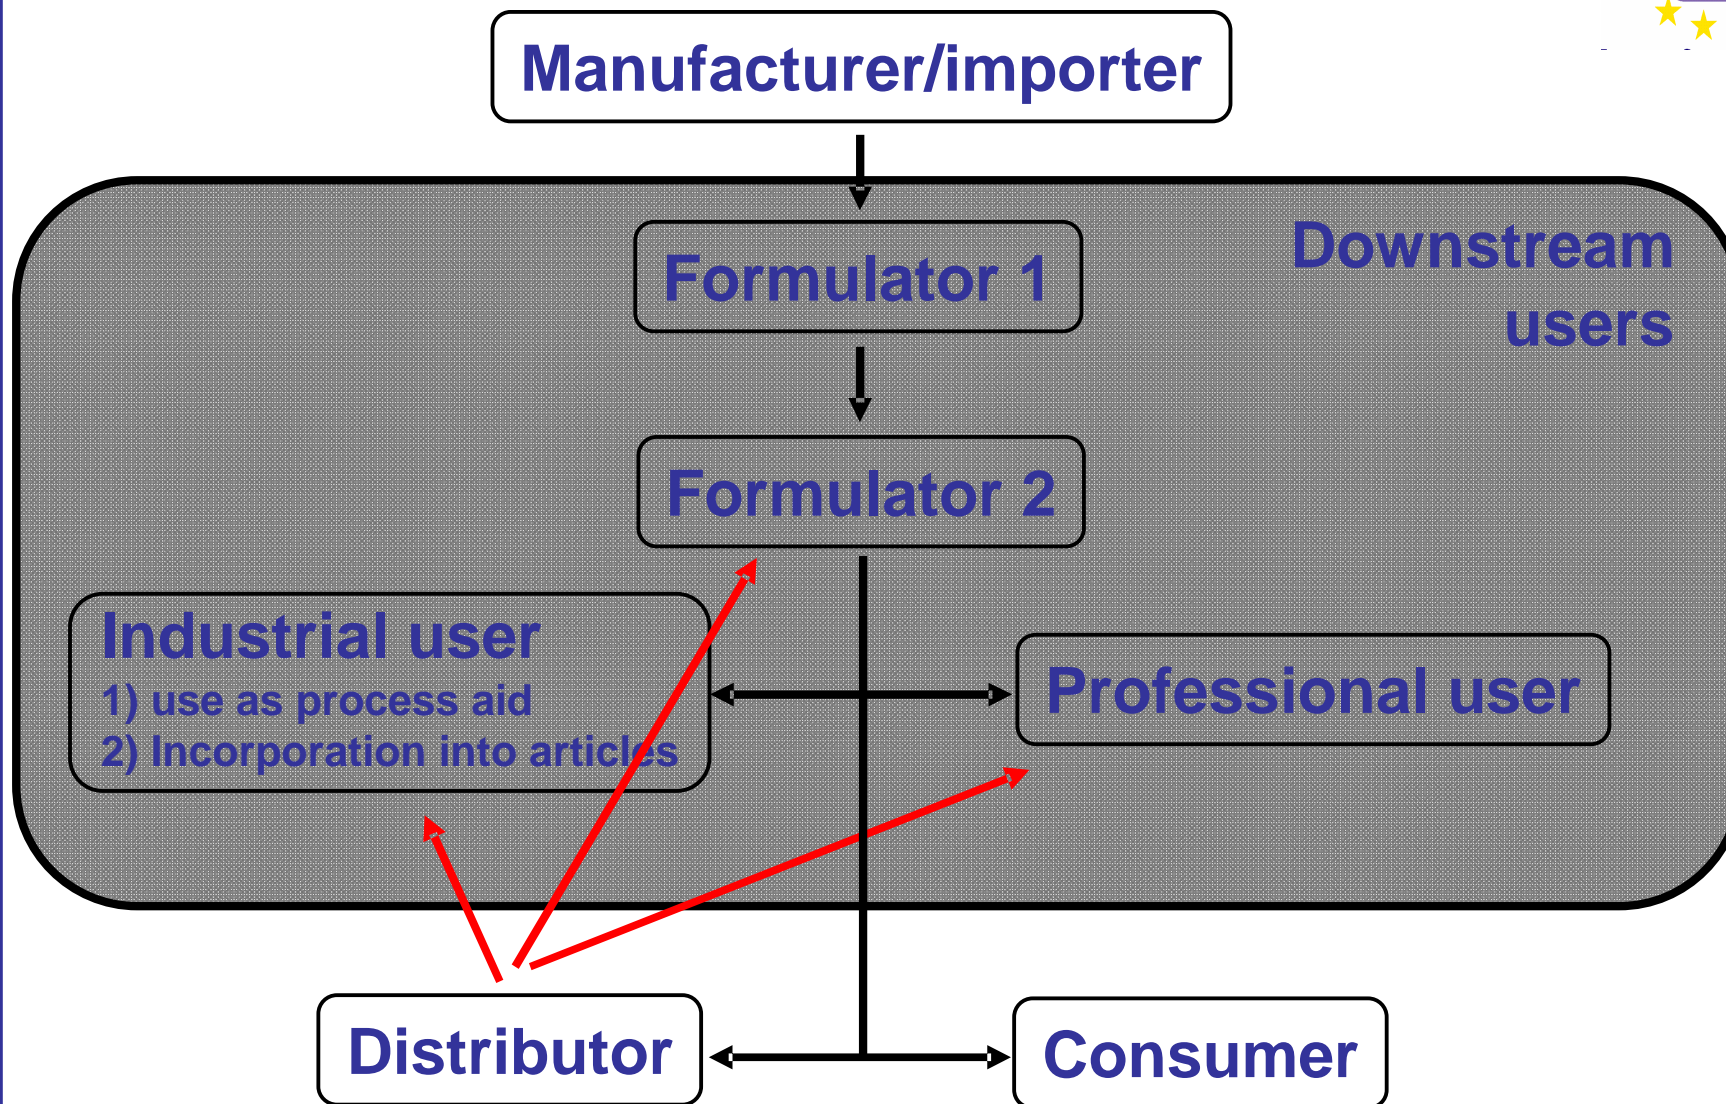 Manufacturer/importer
Formulator 1
Downstream
users
Formulator 2
Industrial user
1) use as process aid
2) Incorporation into articles
Professional user
Distributor
Consumer